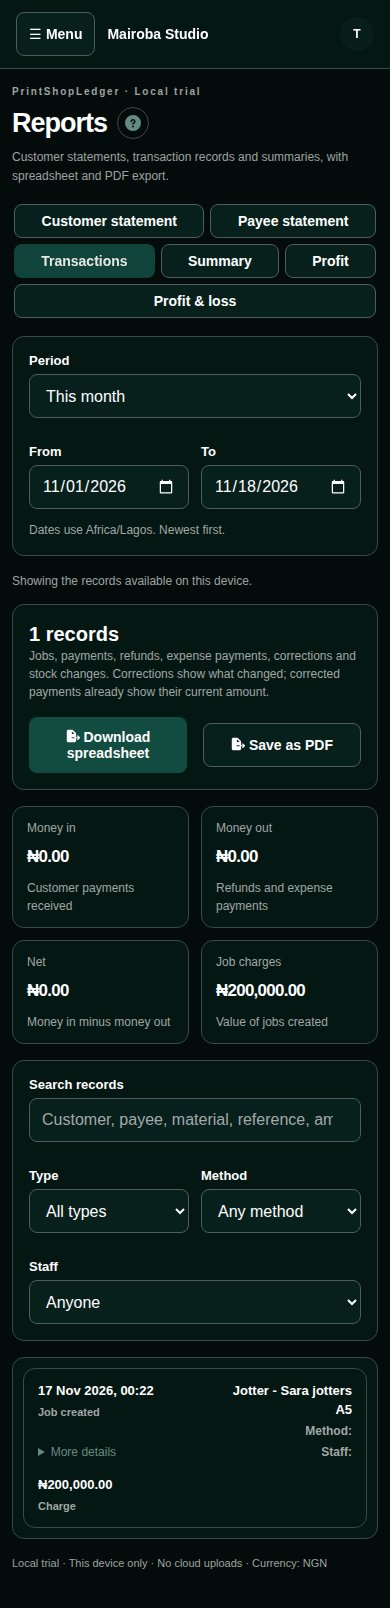 ☰ Menu
Mairoba Studio
T
PrintShopLedger · Local trial
Reports
?
Customer statements, transaction records and summaries, with
spreadsheet and PDF export.
Customer statement
Payee statement
Transactions
Summary
Profit
Profit & loss
Period
This month
From
To
11/01/2026
11/18/2026
Dates use Africa/Lagos. Newest first.
Showing the records available on this device.
1 records
Jobs, payments, refunds, expense payments, corrections and
stock changes. Corrections show what changed; corrected
payments already show their current amount.
Download
spreadsheet
Save as PDF
Money in
₦0.00
Customer payments
received
Money out
₦0.00
Refunds and expense
payments
Net
₦0.00
Money in minus money out
Job charges
₦200,000.00
Value of jobs created
Search records
Customer, payee, material, reference, am
Type
Method
All types
Any method
Staff
Anyone
17 Nov 2026, 00:22
Job created
Jotter - Sara jotters
A5
Method:
▶ More details
Staff:
₦200,000.00
Charge
Local trial · This device only · No cloud uploads · Currency: NGN